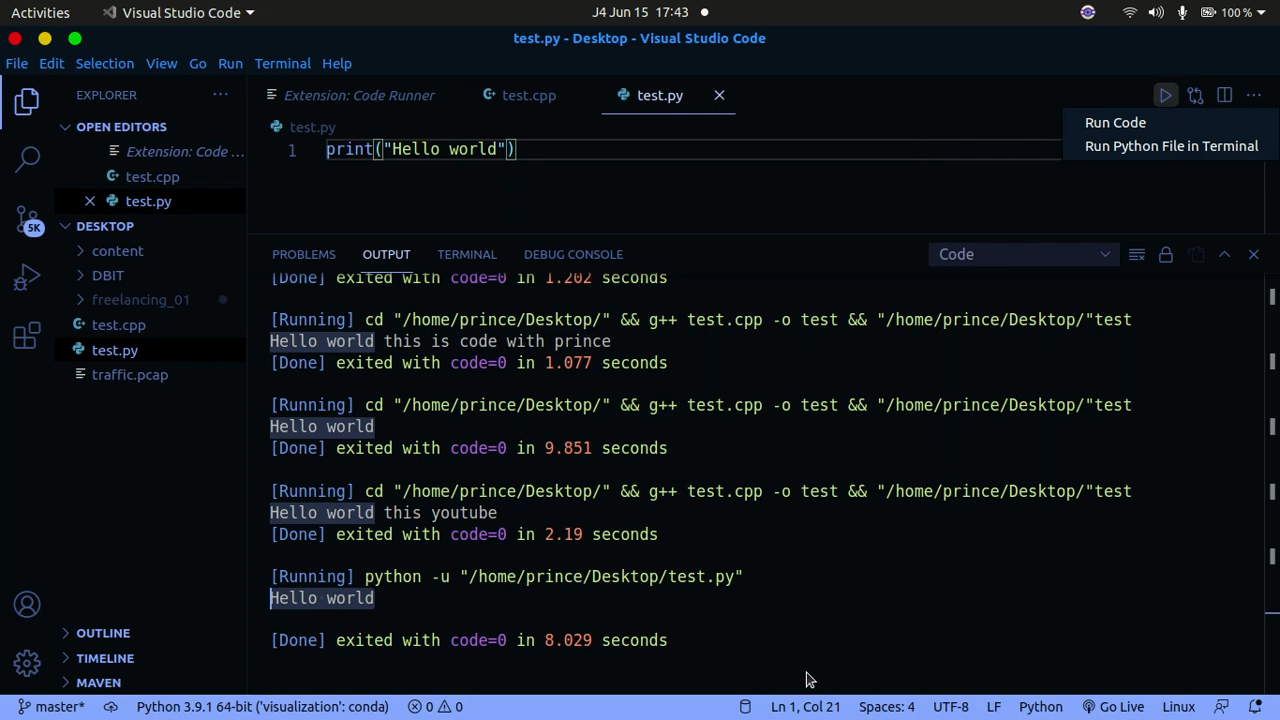 Activities Visual Studio Code J4 Jun 15 17:43 100 %
test.py - Desktop - Visual Studio Code
File Edit Selection View Go Run Terminal Help
EXPLORER
OPEN EDITORS
Extension: Code ...
test.cpp
test.py
DESKTOP
content
DBIT
freelancing_01
test.cpp
test.py
traffic.pcap
OUTLINE
TIMELINE
MAVEN
5K
Extension: Code Runner test.cpp test.py
test.py
1 print("Hello world")
Run Code
Run Python File in Terminal
PROBLEMS OUTPUT TERMINAL DEBUG CONSOLE Code
[Done] exited with code=0 in 1.202 seconds
[Running] cd "/home/prince/Desktop/" && g++ test.cpp -o test && "/home/prince/Desktop/"test
Hello world this is code with prince
[Done] exited with code=0 in 1.077 seconds
[Running] cd "/home/prince/Desktop/" && g++ test.cpp -o test && "/home/prince/Desktop/"test
Hello world
[Done] exited with code=0 in 9.851 seconds
[Running] cd "/home/prince/Desktop/" && g++ test.cpp -o test && "/home/prince/Desktop/"test
Hello world this youtube
[Done] exited with code=0 in 2.19 seconds
[Running] python -u "/home/prince/Desktop/test.py"
Hello world
[Done] exited with code=0 in 8.029 seconds
master* Python 3.9.1 64-bit ('visualization': conda) 0 0 Ln 1, Col 21 Spaces: 4 UTF-8 LF Python Go Live Linux